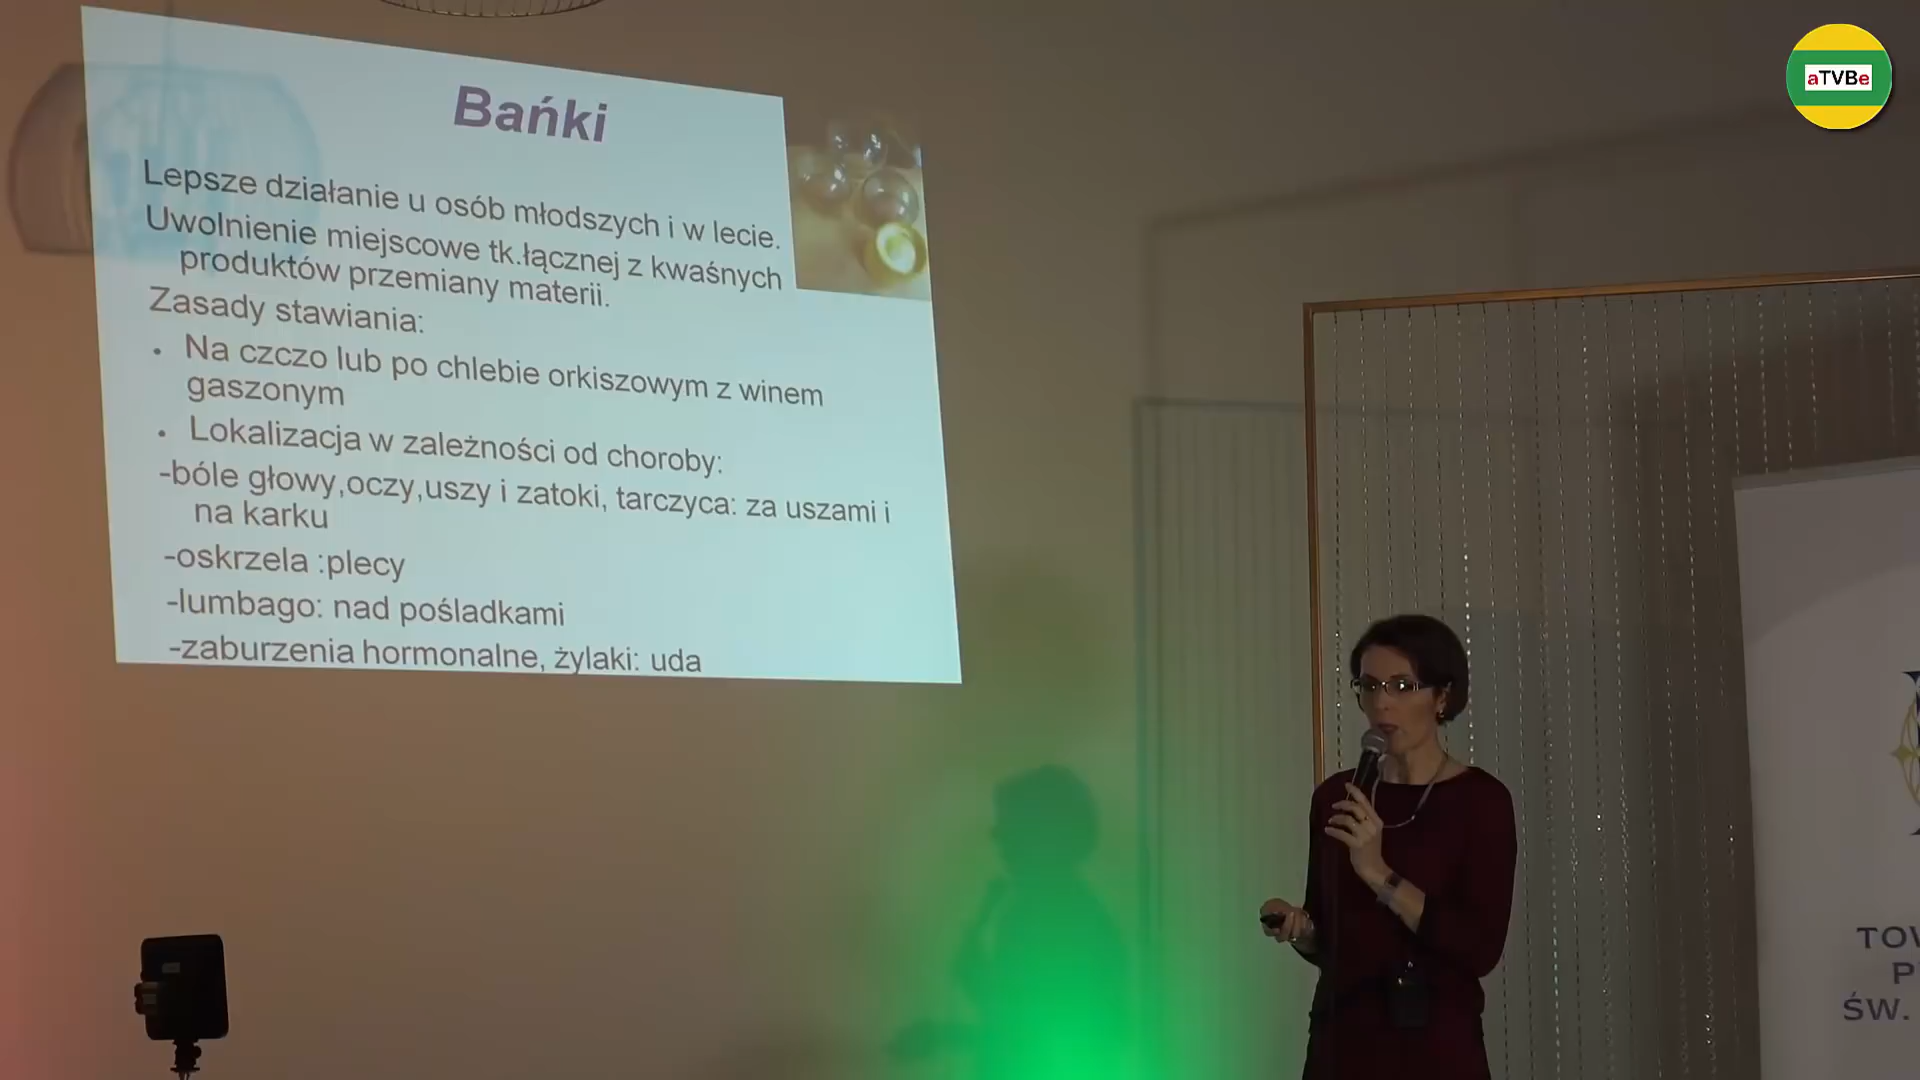 aTVBe
Bańki
Lepsze działanie u osób młodszych i w lecie.
Uwolnienie miejscowe tk.łącznej z kwaśnych
produktów przemiany materii.
Zasady stawiania:
• Na czczo lub po chlebie orkiszowym z winem
gaszonym
• Lokalizacja w zależności od choroby:
-bóle głowy,oczy,uszy i zatoki, tarczyca: za uszami i
na karku
-oskrzela :plecy
-lumbago: nad pośladkami
-zaburzenia hormonalne, żylaki: uda
ŚW.